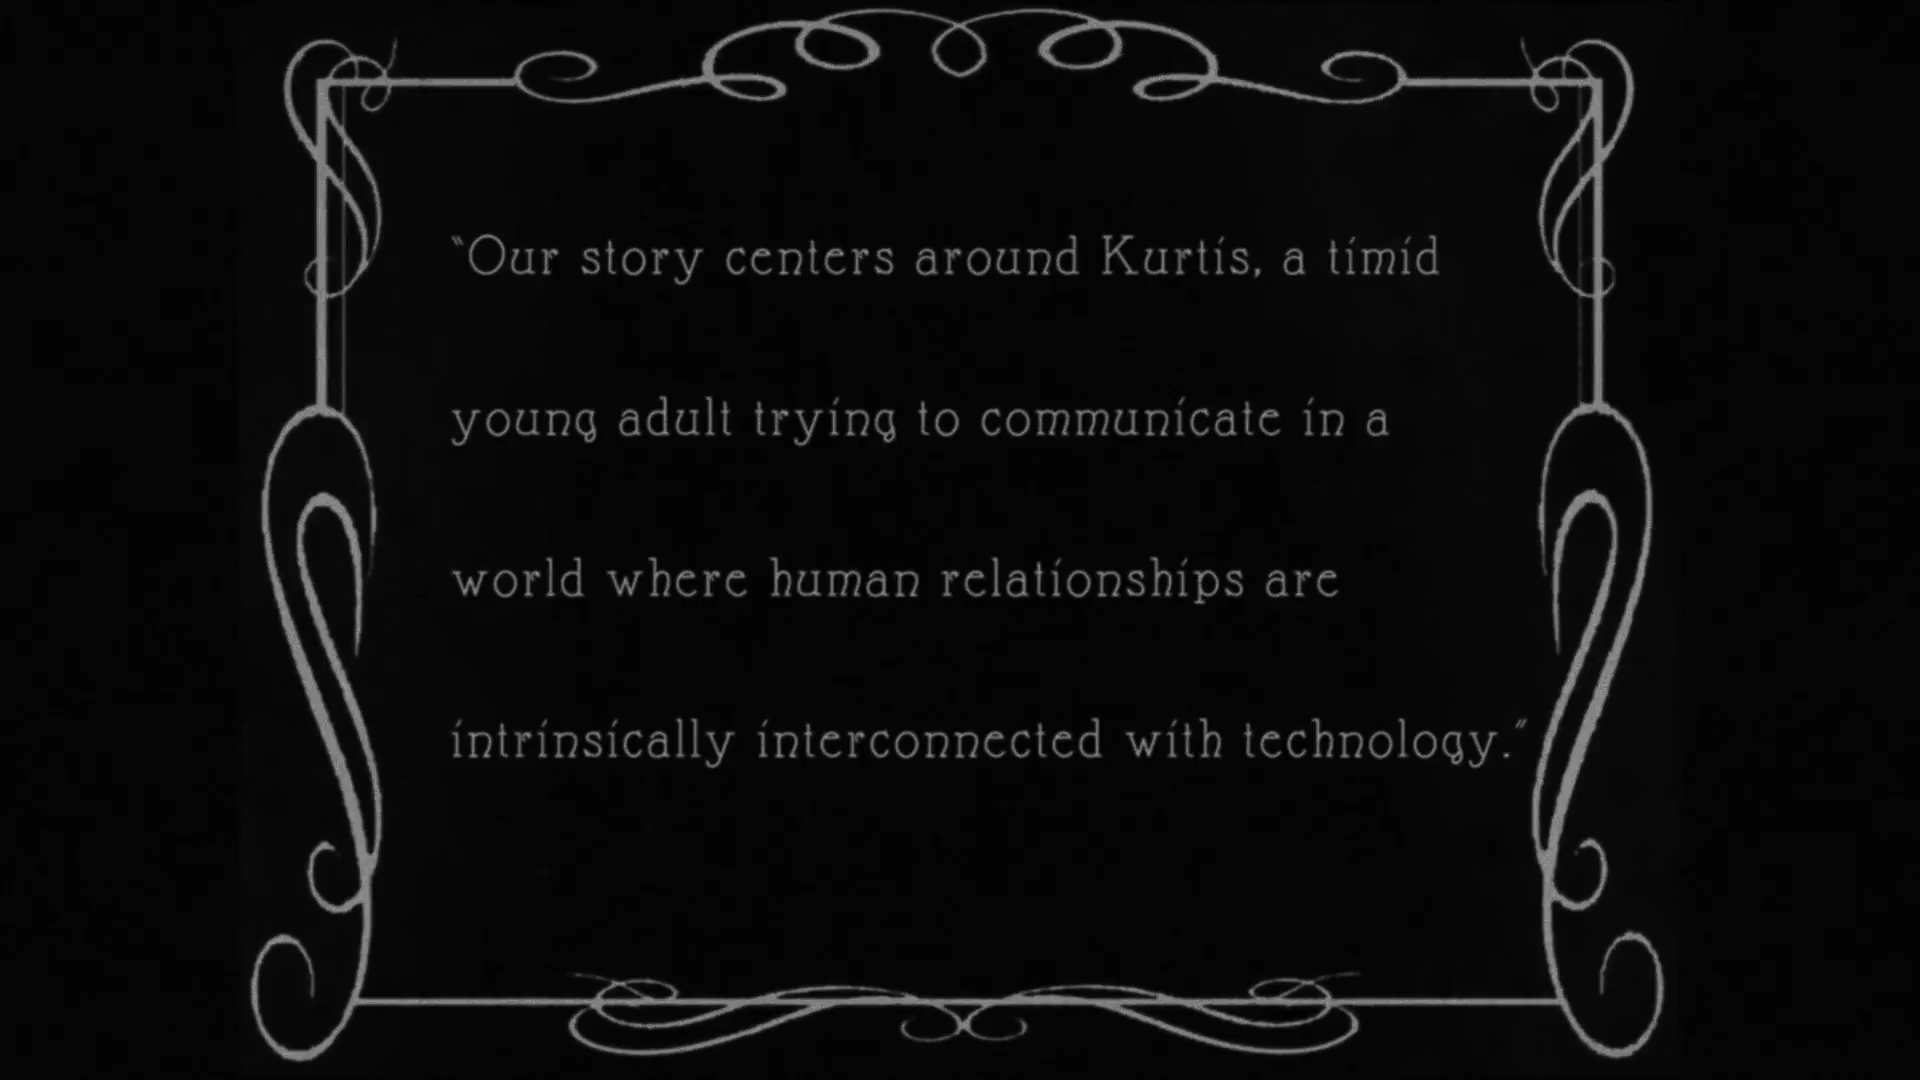 "Our story centers around Kurtis, a timid
young adult trying to communicate in a
world where human relationships are
intrinsically interconnected with technology."